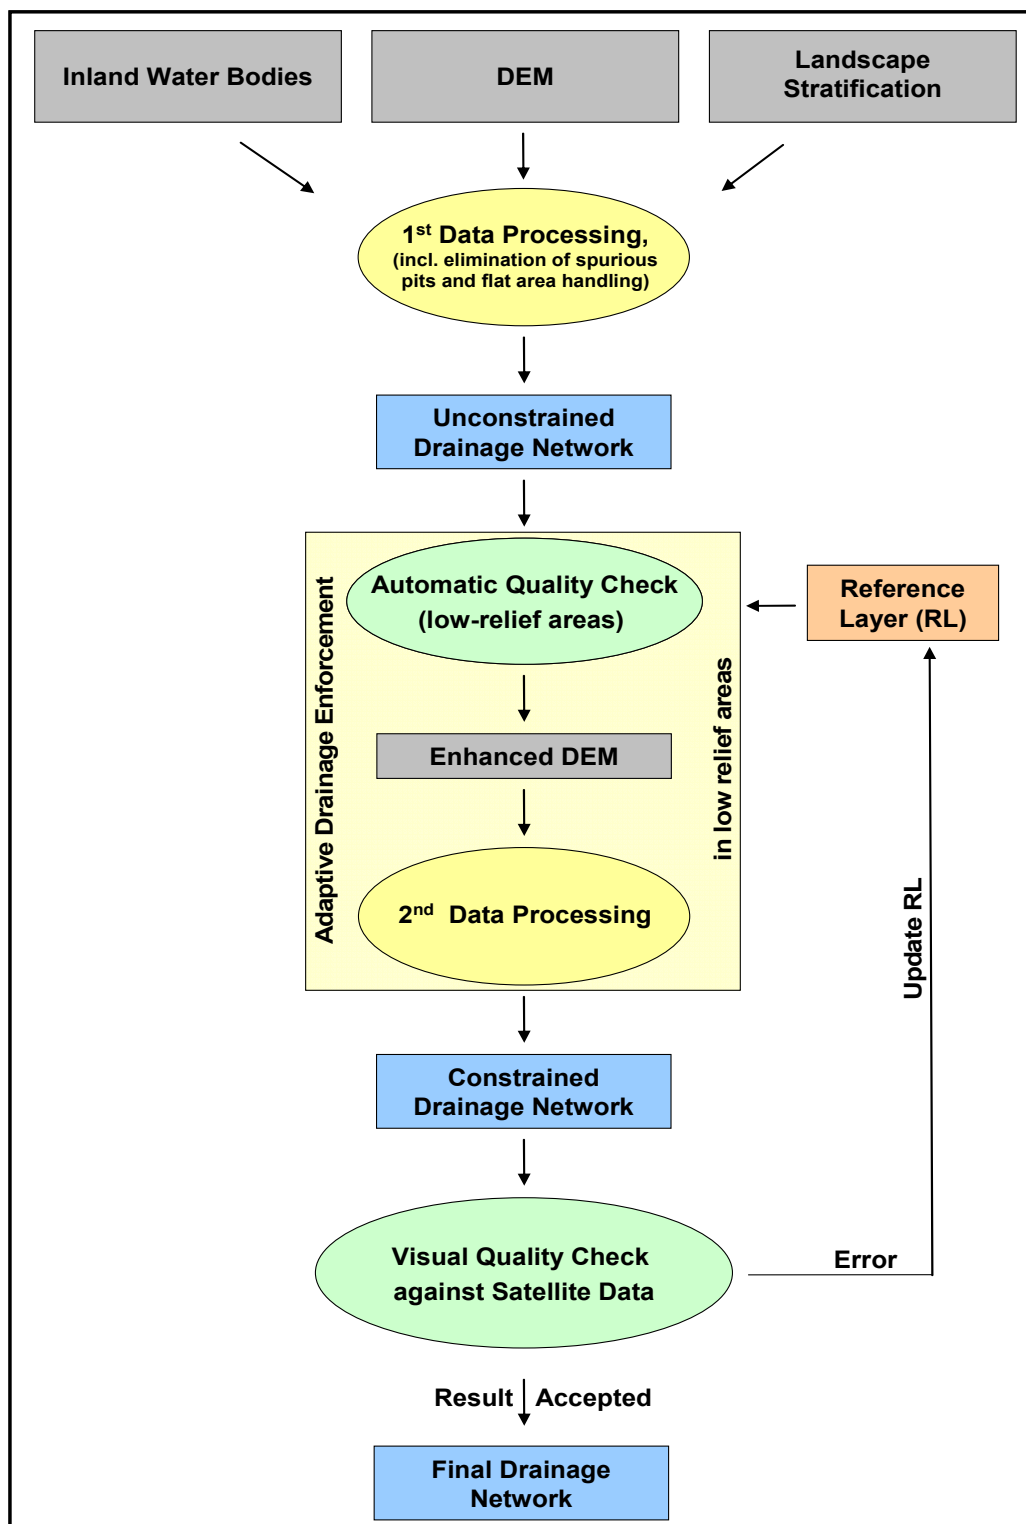 Inland Water Bodies
DEM
Landscape
Stratification
1st Data Processing,
(incl. elimination of spurious
pits and flat area handling)
Unconstrained
Drainage Network
Adaptive Drainage Enforcement
Automatic Quality Check
(low-relief areas)
in low relief areas
Reference
Layer (RL)
Enhanced DEM
2nd Data Processing
Update RL
Constrained
Drainage Network
Visual Quality Check
against Satellite Data
Error
Result Accepted
Final Drainage
Network